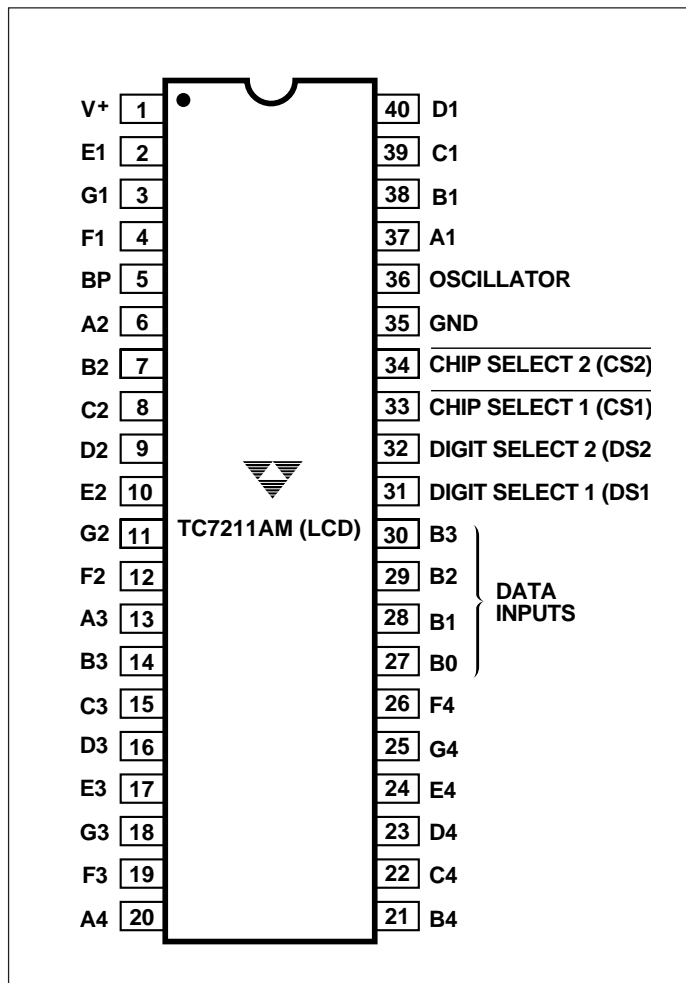 V+ 1
E1 2
G1 3
F1 4
BP 5
A2 6
B2 7
C2 8
D2 9
E2 10
G2 11
F2 12
A3 13
B3 14
C3 15
D3 16
E3 17
G3 18
F3 19
A4 20
TC7211AM (LCD)
40 D1
39 C1
38 B1
37 A1
36 OSCILLATOR
35 GND
34 CHIP SELECT 2 (CS2)
33 CHIP SELECT 1 (CS1)
32 DIGIT SELECT 2 (DS2
31 DIGIT SELECT 1 (DS1
30 B3
29 B2
28 B1
27 B0
DATA
INPUTS
26 F4
25 G4
24 E4
23 D4
22 C4
21 B4